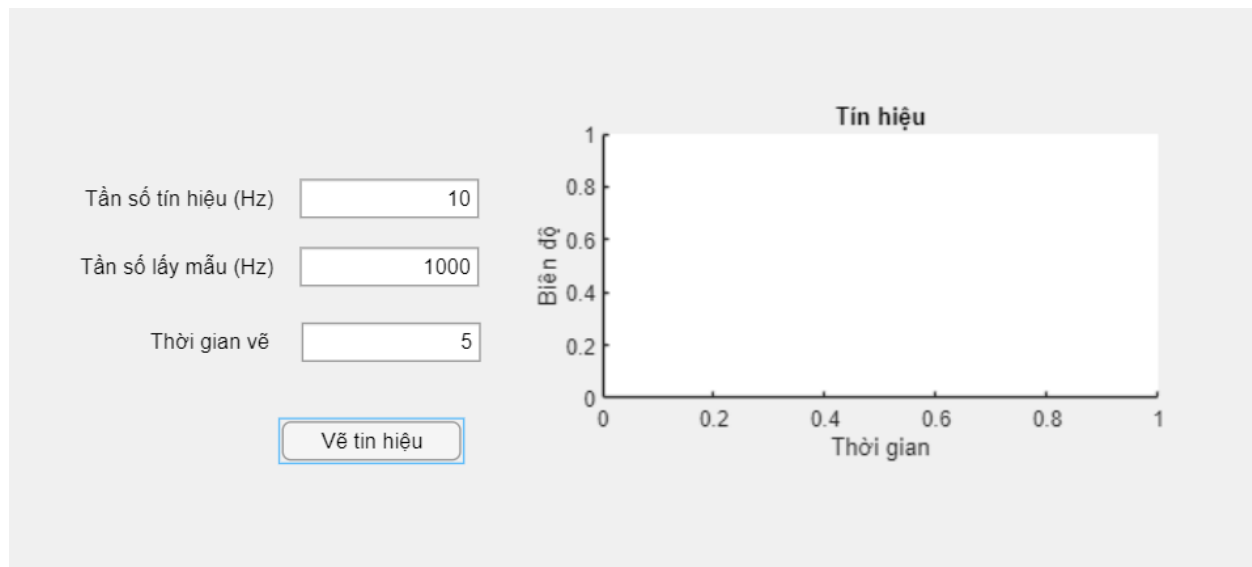 Tần số tín hiệu (Hz) 10
Tần số lấy mẫu (Hz) 1000
Thời gian vẽ 5
Vẽ tin hiệu
Tín hiệu
Biên độ
1
0.8
0.6
0.4
0.2
0
0 0.2 0.4 0.6 0.8 1
Thời gian